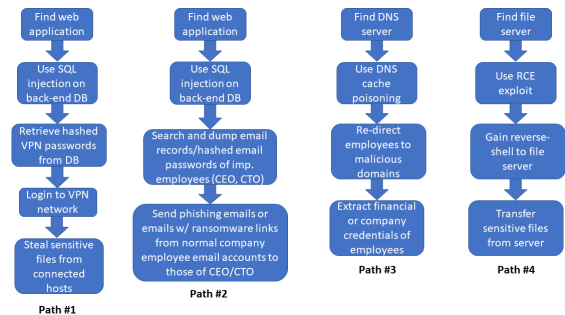 Find web
application
Use SQL
injection on
back-end DB
Retrieve hashed
VPN passwords
from DB
Login to VPN
network
Steal sensitive
files from
connected
hosts
Path #1
Find web
application
Use SQL
injection on
back-end DB
Search and dump email
records/hashed email
passwords of imp.
employees (CEO, CTO)
Send phishing emails or
emails w/ ransomware links
from normal company
employee email accounts to
those of CEO/CTO
Path #2
Find DNS
server
Use DNS
cache
poisoning
Re-direct
employees to
malicious
domains
Extract financial
or company
credentials of
employees
Path #3
Find file
server
Use RCE
exploit
Gain reverse-
shell to file
server
Transfer
sensitive files
from server
Path #4